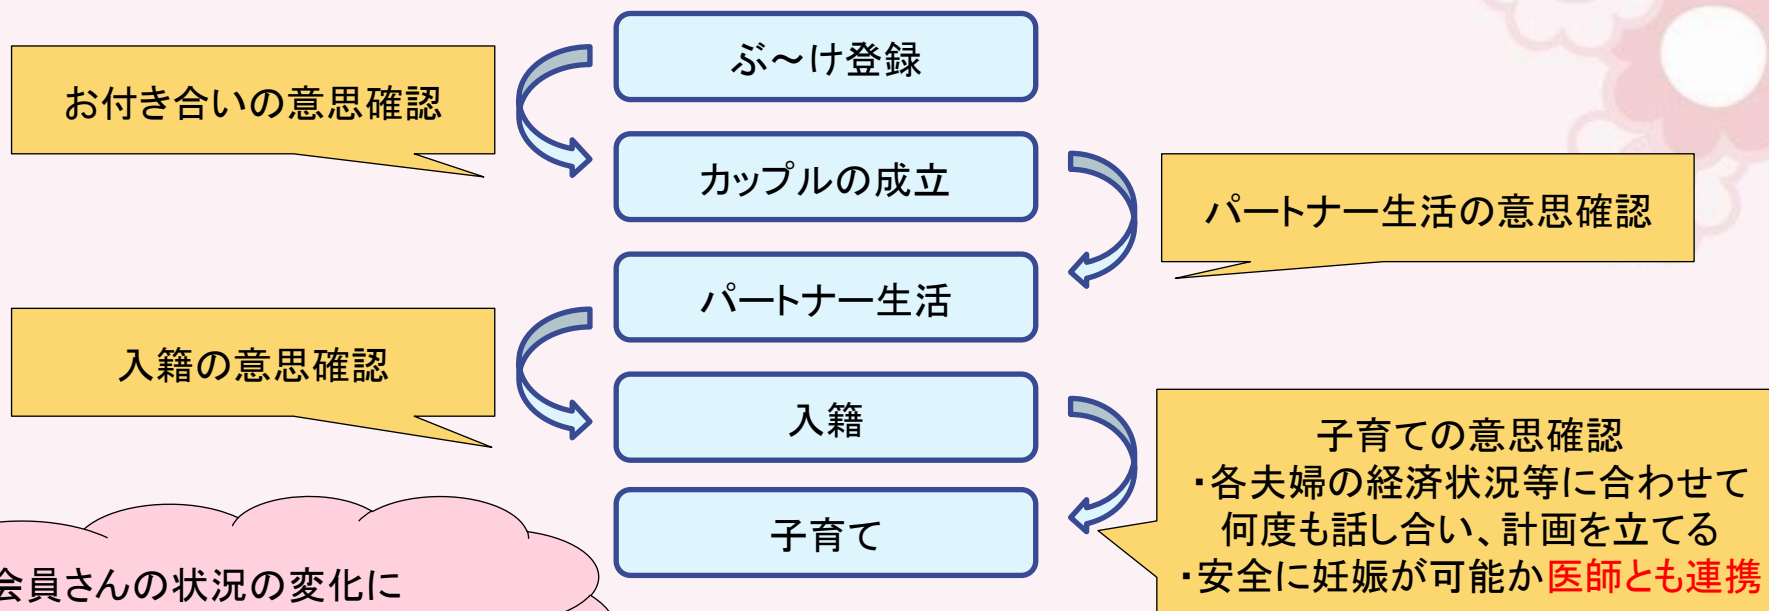 ぶ～け登録
お付き合いの意思確認
カップルの成立
パートナー生活の意思確認
パートナー生活
入籍の意思確認
入籍
子育ての意思確認
・各夫婦の経済状況等に合わせて
何度も話し合い、計画を立てる
・安全に妊娠が可能か医師とも連携
子育て
会員さんの状況の変化に